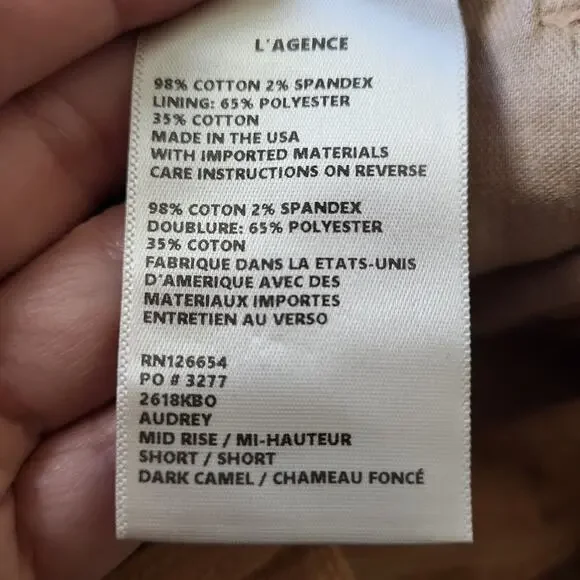 L'AGENCE
98% COTTON 2% SPANDEX
LINING: 65% POLYESTER
35% COTTON
MADE IN THE USA
WITH IMPORTED MATERIALS
CARE INSTRUCTIONS ON REVERSE
98% COTON 2% SPANDEX
DOUBLURE: 65% POLYESTER
35% COTON
FABRIQUE DANS LA ETATS-UNIS
D'AMERIQUE AVEC DES
MATERIAUX IMPORTES
ENTRETIEN AU VERSO
RN126654
PO # 3277
2618KBO
AUDREY
MID RISE / MI-HAUTEUR
SHORT / SHORT
DARK CAMEL / CHAMEAU FONCÉ